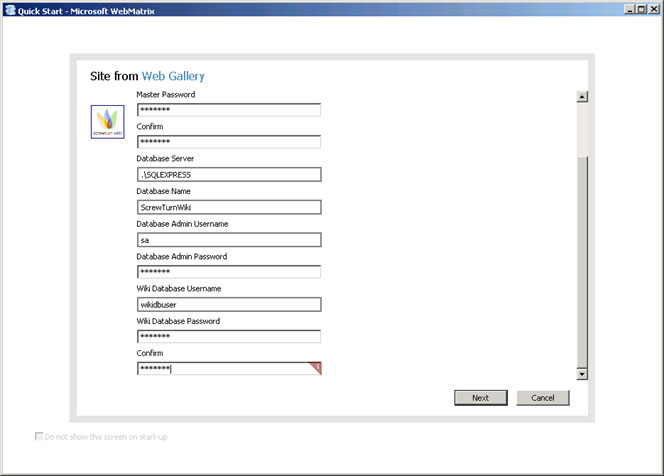 Quick Start - Microsoft WebMatrix
Site from Web Gallery
Master Password
*******
screwturn wiki
Confirm
*******
Database Server
.\SQLEXPRESS
Database Name
ScrewTurnWiki
Database Admin Username
sa
Database Admin Password
*******
Wiki Database Username
wikidbuser
Wiki Database Password
*******
Confirm
*******
Next Cancel
Do not show this screen on start-up